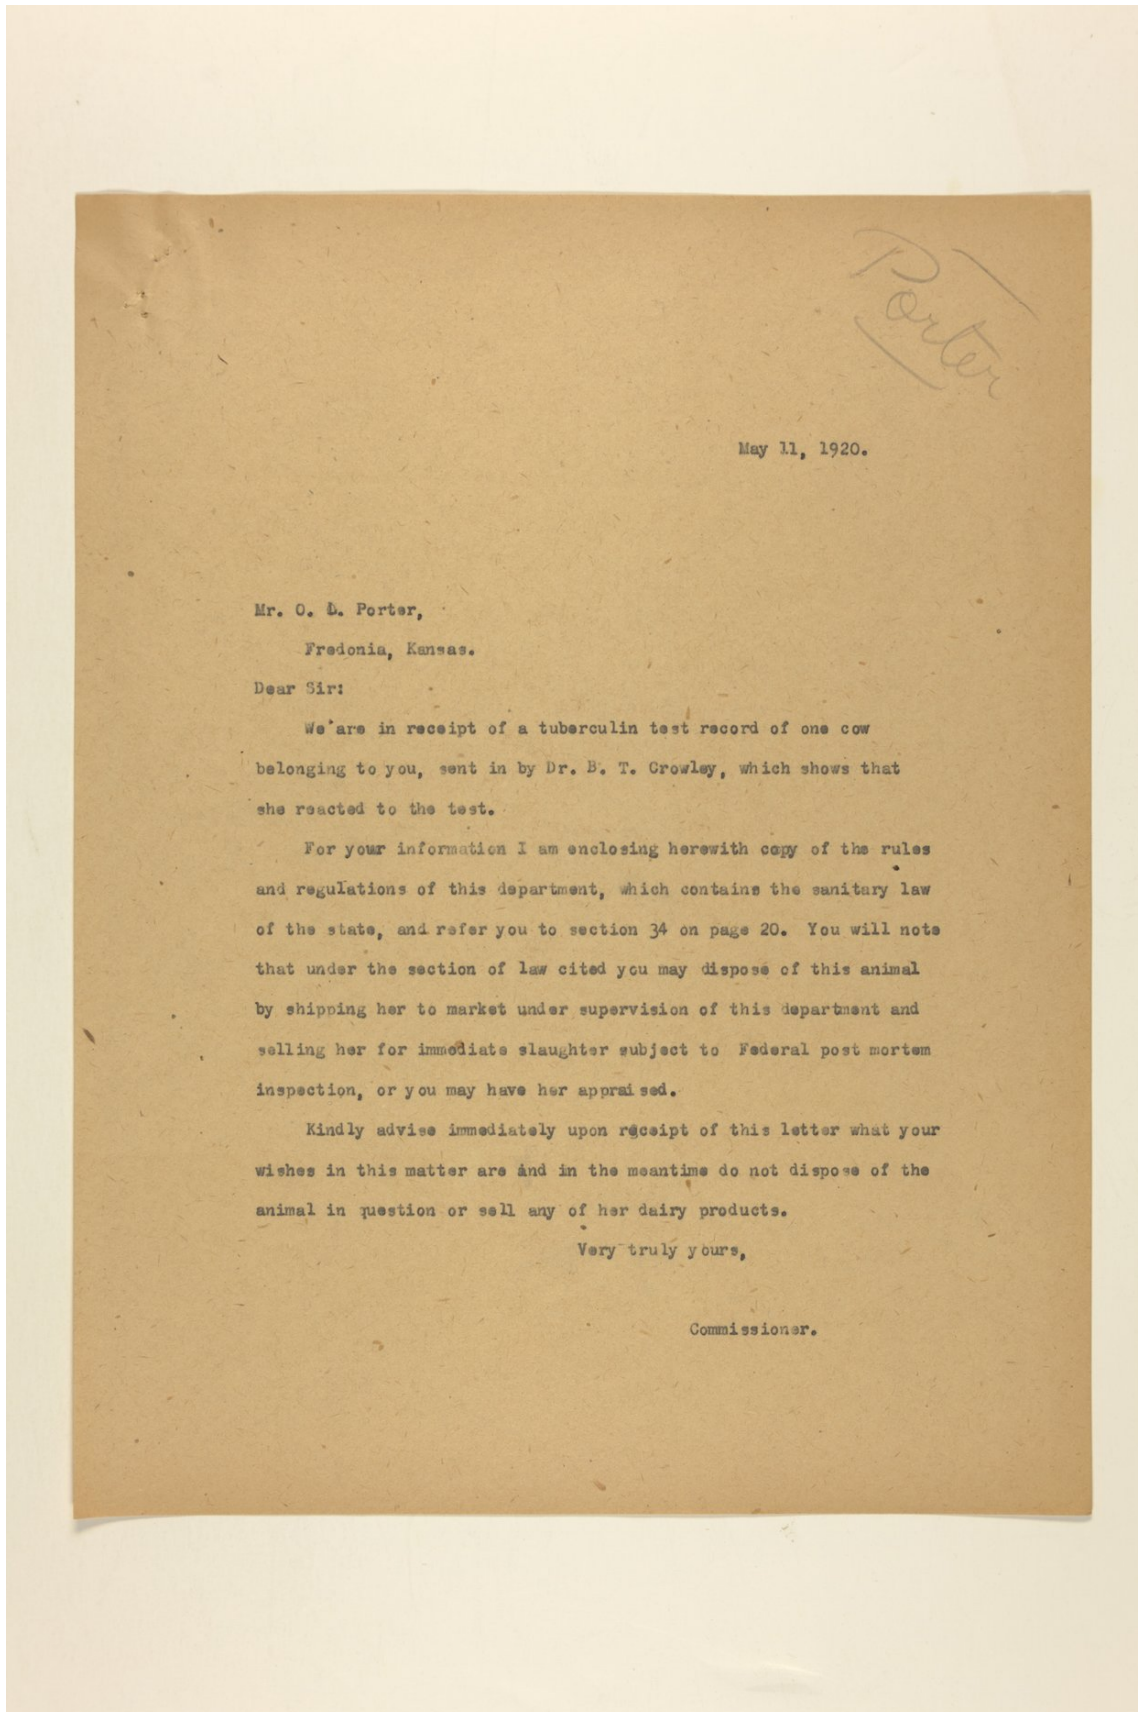 Porter
May 11, 1920.
Mr. O. D. Porter,
Fredonia, Kansas.
Dear Sir:
We are in receipt of a tuberculin test record of one cow
belonging to you, sent in by Dr. B. T. Crowley, which shows that
she reacted to the test.
For your information I am enclosing herewith copy of the rules
and regulations of this department, which contains the sanitary law
of the state, and refer you to section 34 on page 20. You will note
that under the section of law cited you may dispose of this animal
by shipping her to market under supervision of this department and
selling her for immediate slaughter subject to Federal post mortem
inspection, or you may have her appraised.
Kindly advise immediately upon receipt of this letter what your
wishes in this matter are and in the meantime do not dispose of the
animal in question or sell any of her dairy products.
Very truly yours,
Commissioner.